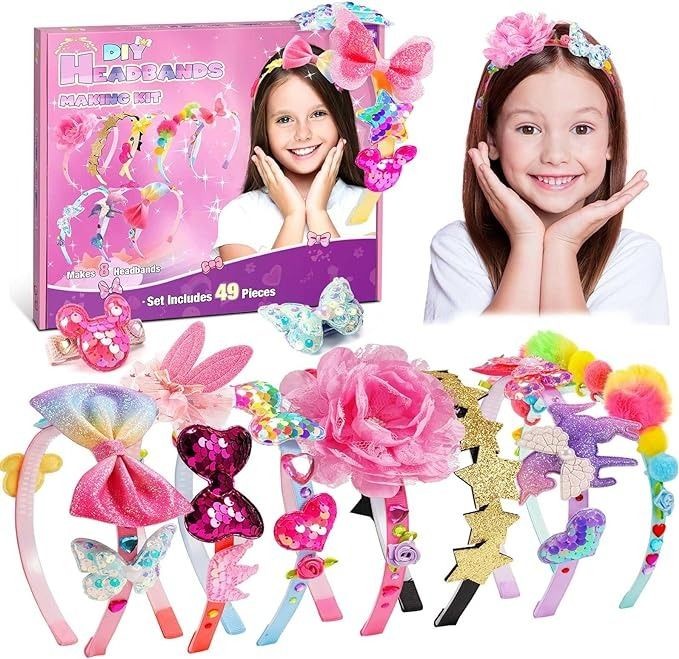 DIY
HEADBANDS
MAKING KIT
Makes 8 Headbands
· Set Includes 49 Pieces